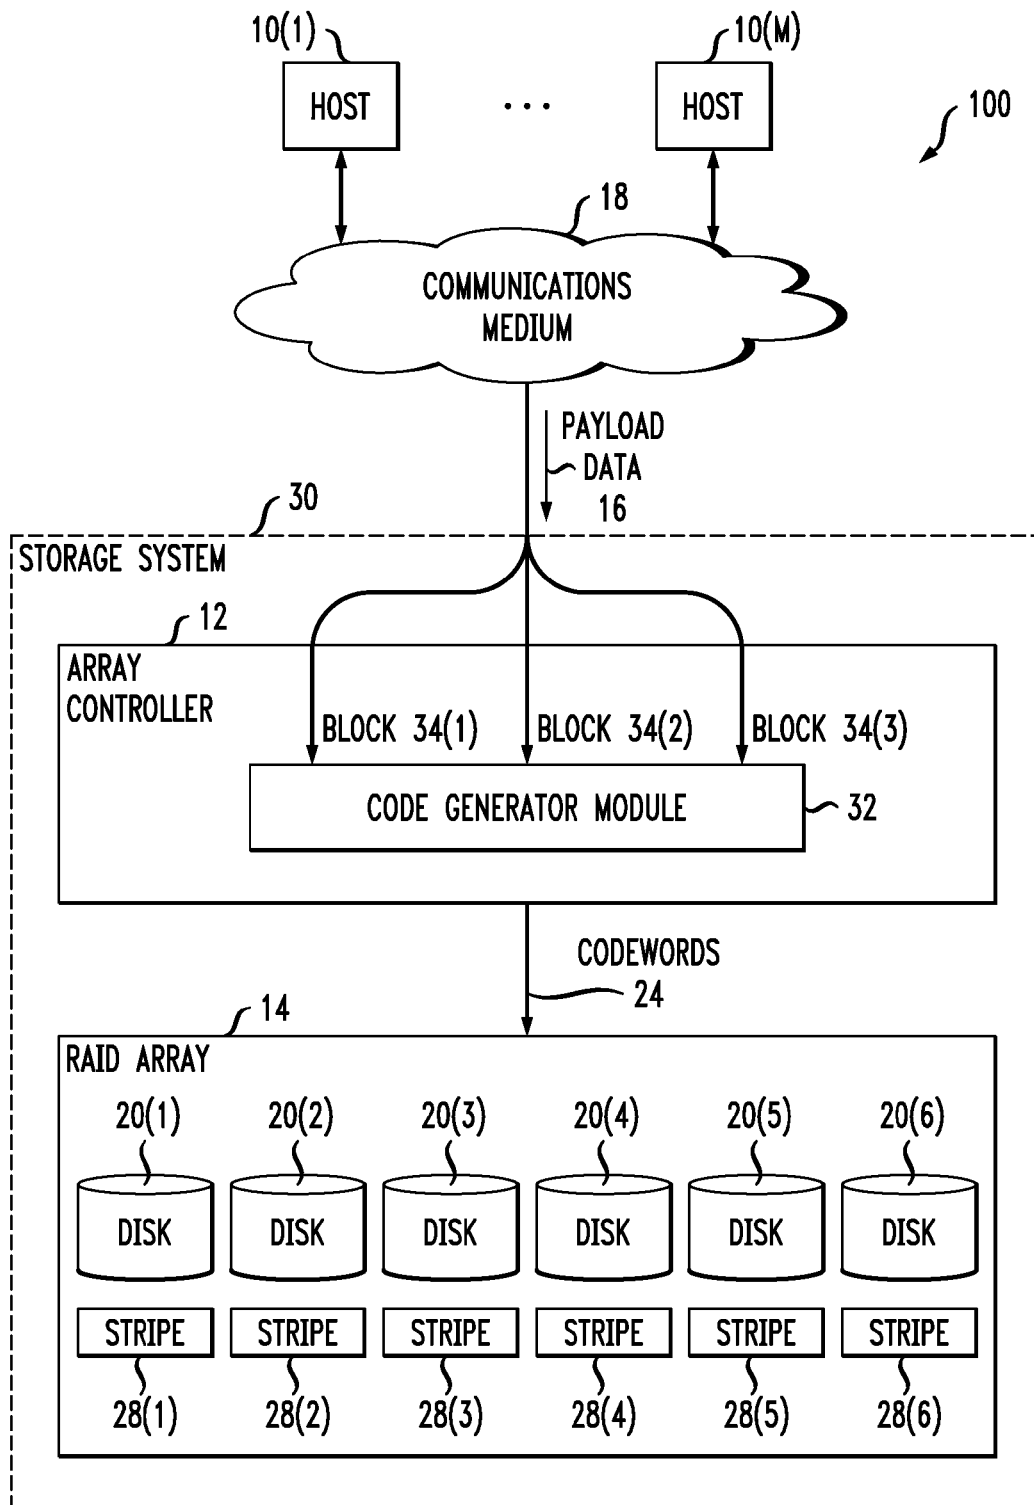 10(1) 10(M)
HOST ... HOST
100
18
COMMUNICATIONS
MEDIUM
PAYLOAD
DATA
16
30
STORAGE SYSTEM
12
ARRAY
CONTROLLER
BLOCK 34(1) BLOCK 34(2) BLOCK 34(3)
CODE GENERATOR MODULE
32
CODEWORDS
24
14
RAID ARRAY
20(1) 20(2) 20(3) 20(4) 20(5) 20(6)
DISK DISK DISK DISK DISK DISK
STRIPE STRIPE STRIPE STRIPE STRIPE STRIPE
28(1) 28(2) 28(3) 28(4) 28(5) 28(6)